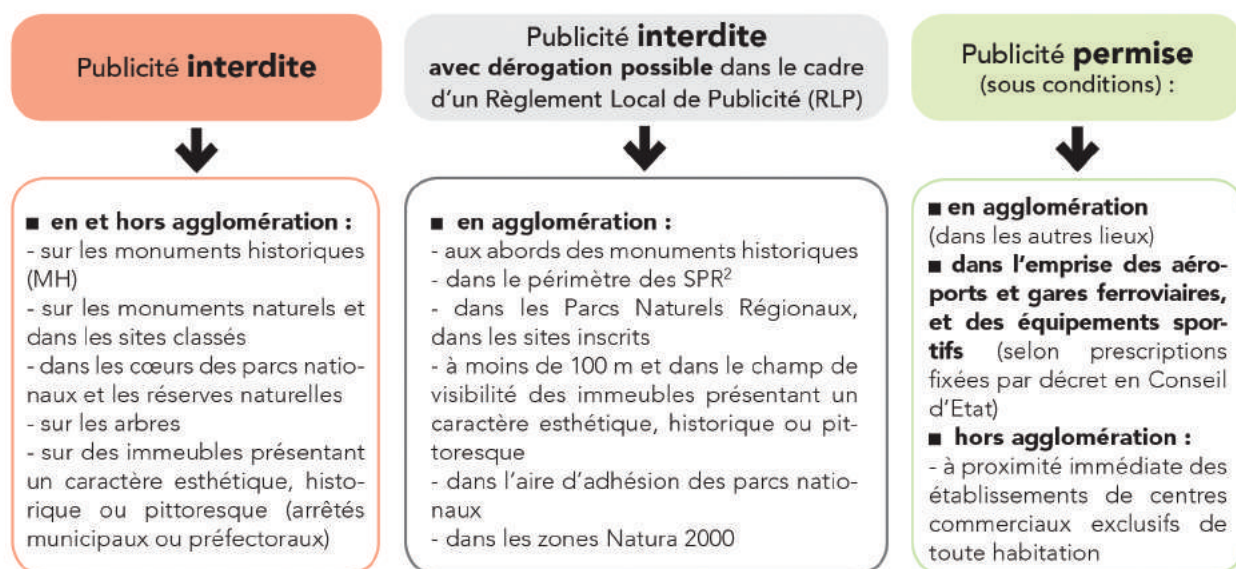 Publicité interdite
■ en et hors agglomération :
- sur les monuments historiques
(MH)
- sur les monuments naturels et
dans les sites classés
- dans les cœurs des parcs natio-
naux et les réserves naturelles
- sur les arbres
- sur des immeubles présentant
un caractère esthétique, histo-
rique ou pittoresque (arrêtés
municipaux ou préfectoraux)
Publicité interdite
avec dérogation possible dans le cadre
d'un Règlement Local de Publicité (RLP)
■ en agglomération :
- aux abords des monuments historiques
- dans le périmètre des SPR²
- dans les Parcs Naturels Régionaux,
dans les sites inscrits
- à moins de 100 m et dans le champ de
visibilité des immeubles présentant un
caractère esthétique, historique ou pit-
toresque
- dans l'aire d'adhésion des parcs natio-
naux
- dans les zones Natura 2000
Publicité permise
(sous conditions) :
■ en agglomération
(dans les autres lieux)
■ dans l'emprise des aéro-
ports et gares ferroviaires,
et des équipements spor-
tifs (selon prescriptions
fixées par décret en Conseil
d'Etat)
■ hors agglomération :
- à proximité immédiate des
établissements de centres
commerciaux exclusifs de
toute habitation